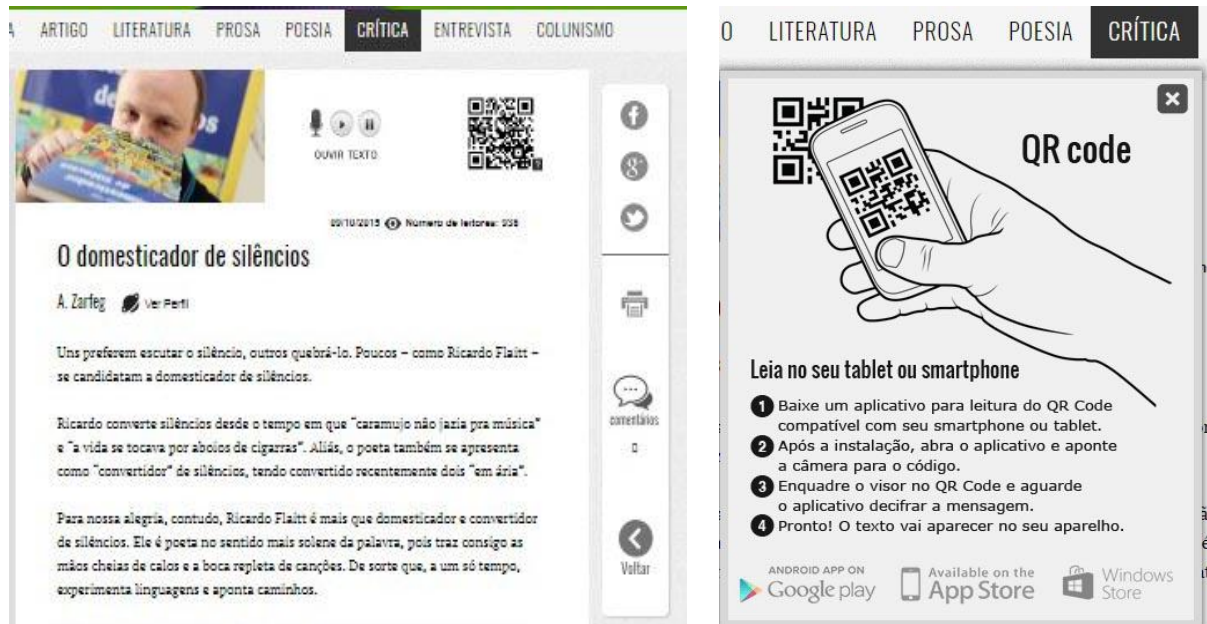 ARTIGO LITERATURA PROSA POESIA CRÍTICA ENTREVISTA COLUNISMO
OUVIR TEXTO
09/10/2015 Número de leitores: 938
O domesticador de silêncios
A. Zarfeg Ver Perfil
Uns preferem escutar o silêncio, outros quebrá-lo. Poucos – como Ricardo Flaitt –
se candidatam a domesticador de silêncios.
Ricardo converte silêncios desde o tempo em que "caramujo não jazia pra música"
e "a vida se tocava por aboios de cigarras". Aliás, o poeta também se apresenta
como "convertidor" de silêncios, tendo convertido recentemente dois "em ária".
Para nossa alegria, contudo, Ricardo Flaitt é mais que domesticador e convertidor
de silêncios. Ele é poeta no sentido mais solene da palavra, pois traz consigo as
mãos cheias de calos e a boca repleta de canções. De sorte que, a um só tempo,
experimenta linguagens e aponta caminhos.
comentários
0
Voltar
O LITERATURA PROSA POESIA CRÍTICA
QR code
Leia no seu tablet ou smartphone
1 Baixe um aplicativo para leitura do QR Code
compatível com seu smartphone ou tablet.
2 Após a instalação, abra o aplicativo e aponte
a câmera para o código.
3 Enquadre o visor no QR Code e aguarde
o aplicativo decifrar a mensagem.
4 Pronto! O texto vai aparecer no seu aparelho.
ANDROID APP ON
Google play
Available on the
App Store
Windows
Store